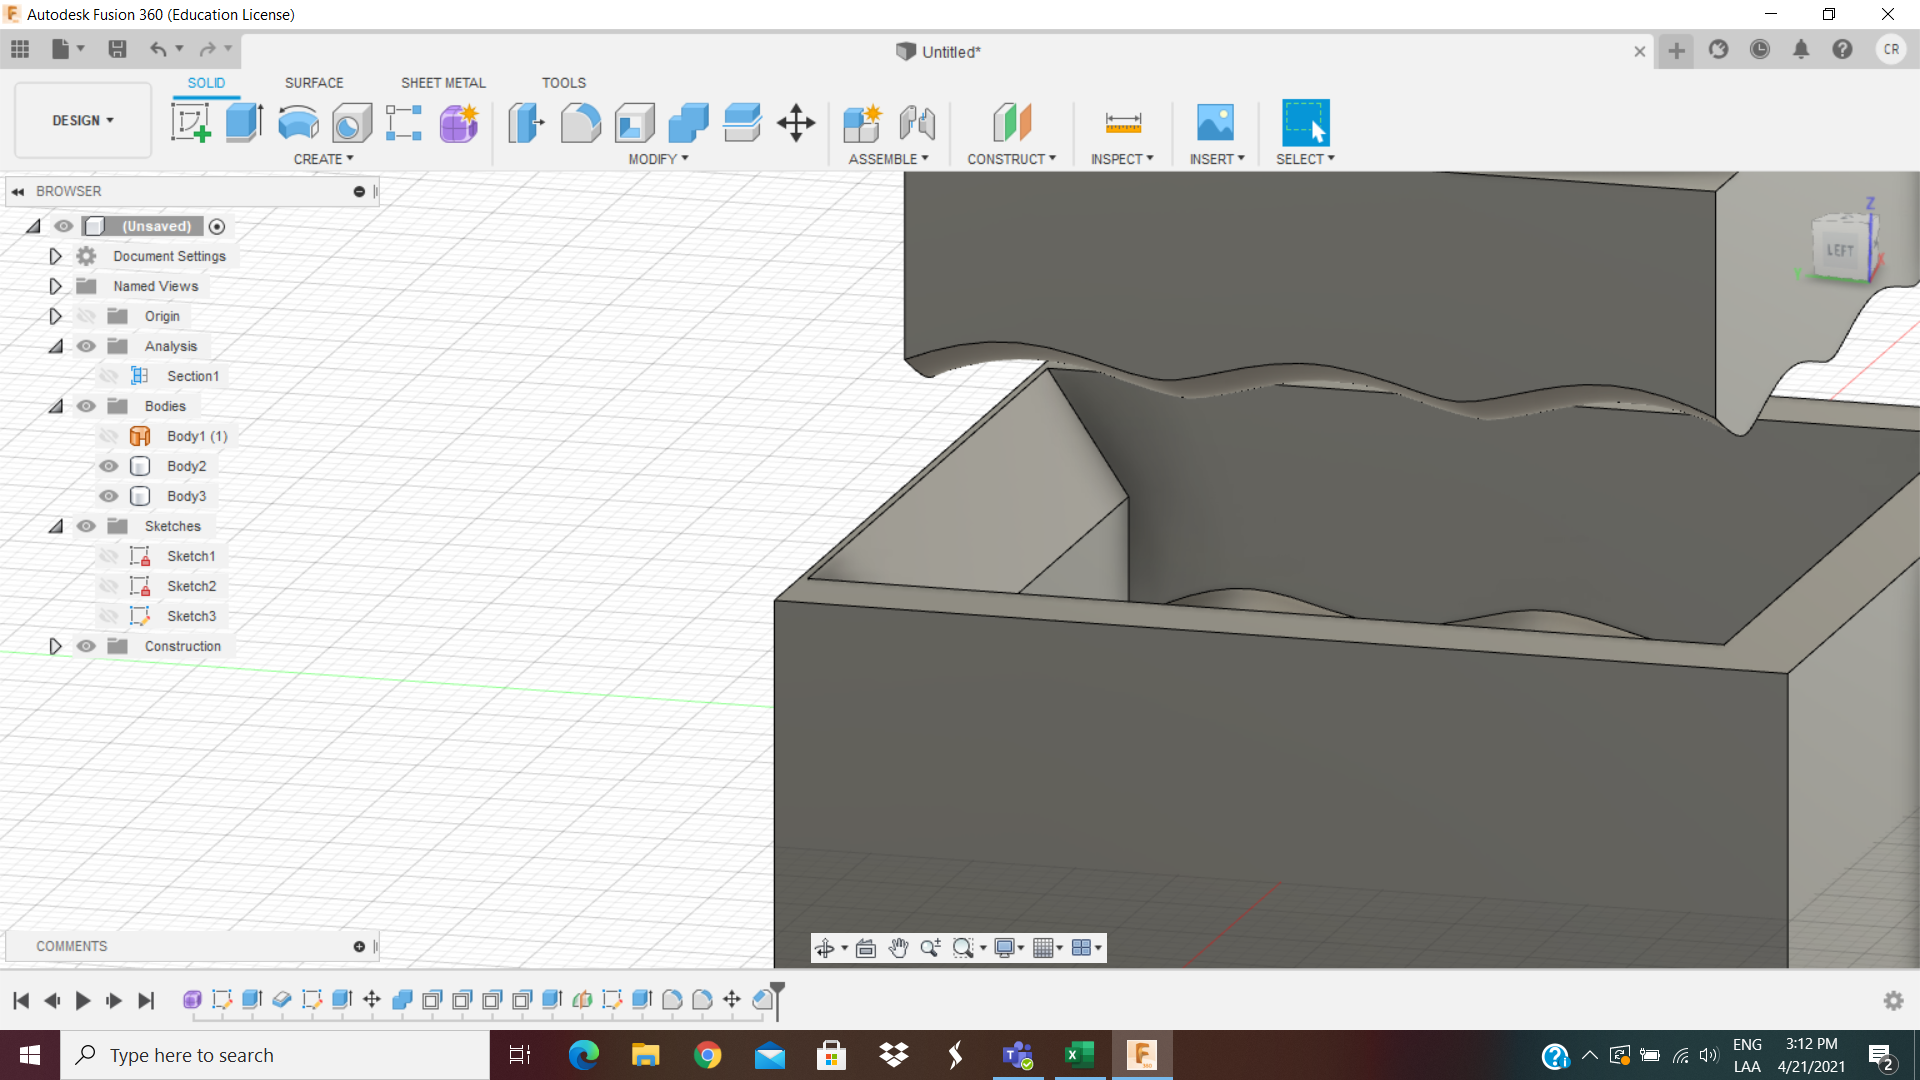 Autodesk Fusion 360 (Education License)
Untitled*
CR
SOLID SURFACE SHEET METAL TOOLS
DESIGN
CREATE MODIFY ASSEMBLE CONSTRUCT INSPECT INSERT SELECT
BROWSER
(Unsaved)
Document Settings
Named Views
Origin
Analysis
Section1
Bodies
Body1 (1)
Body2
Body3
Sketches
Sketch1
Sketch2
Sketch3
Construction
Z
LEFT
X
Y
COMMENTS
Type here to search
ENG
LAA
3:12 PM
4/21/2021
2